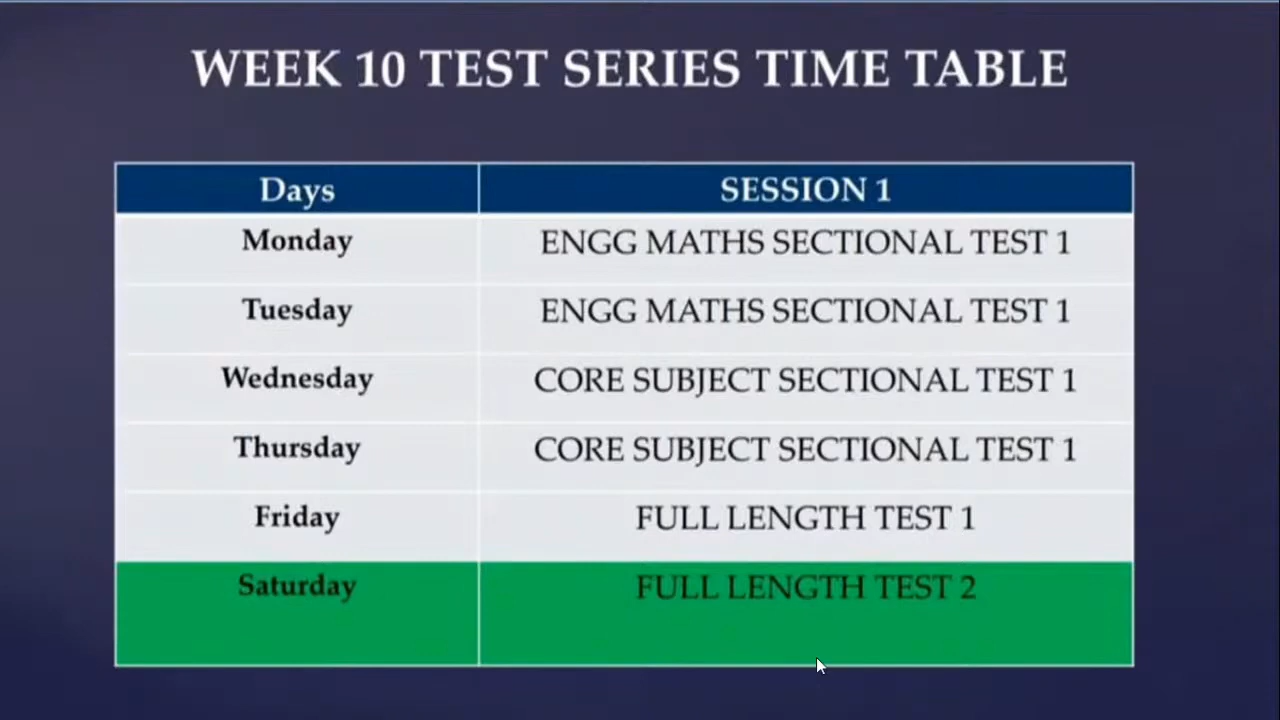 WEEK 10 TEST SERIES TIME TABLE
Days SESSION 1
Monday ENGG MATHS SECTIONAL TEST 1
Tuesday ENGG MATHS SECTIONAL TEST 1
Wednesday CORE SUBJECT SECTIONAL TEST 1
Thursday CORE SUBJECT SECTIONAL TEST 1
Friday FULL LENGTH TEST 1
Saturday FULL LENGTH TEST 2